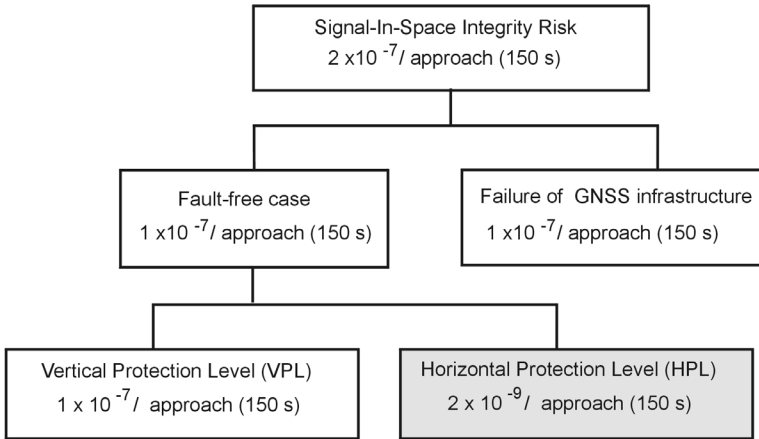 Signal-In-Space Integrity Risk
2 x10 -7/ approach (150 s)
Fault-free case
1 x10 -7/ approach (150 s)
Failure of GNSS infrastructure
1 x10 -7/ approach (150 s)
Vertical Protection Level (VPL)
1 x 10 -7/ approach (150 s)
Horizontal Protection Level (HPL)
2 x 10 -9/ approach (150 s)